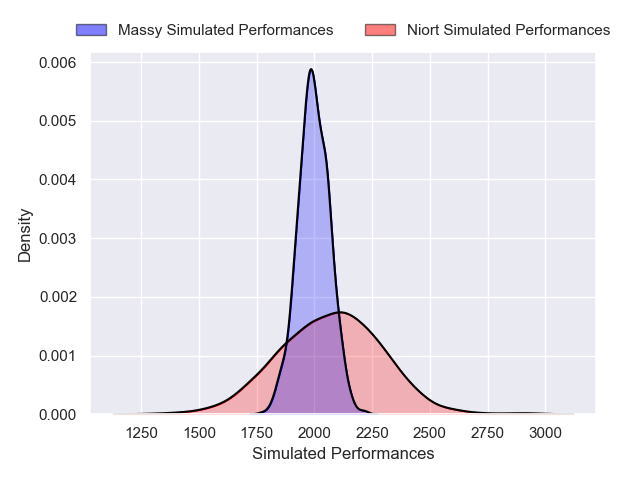 Massy Simulated Performances Niort Simulated Performances
0.006
0.005
0.004
0.003
0.002
0.001
0.000
Density
1250 1500 1750 2000 2250 2500 2750 3000
Simulated Performances